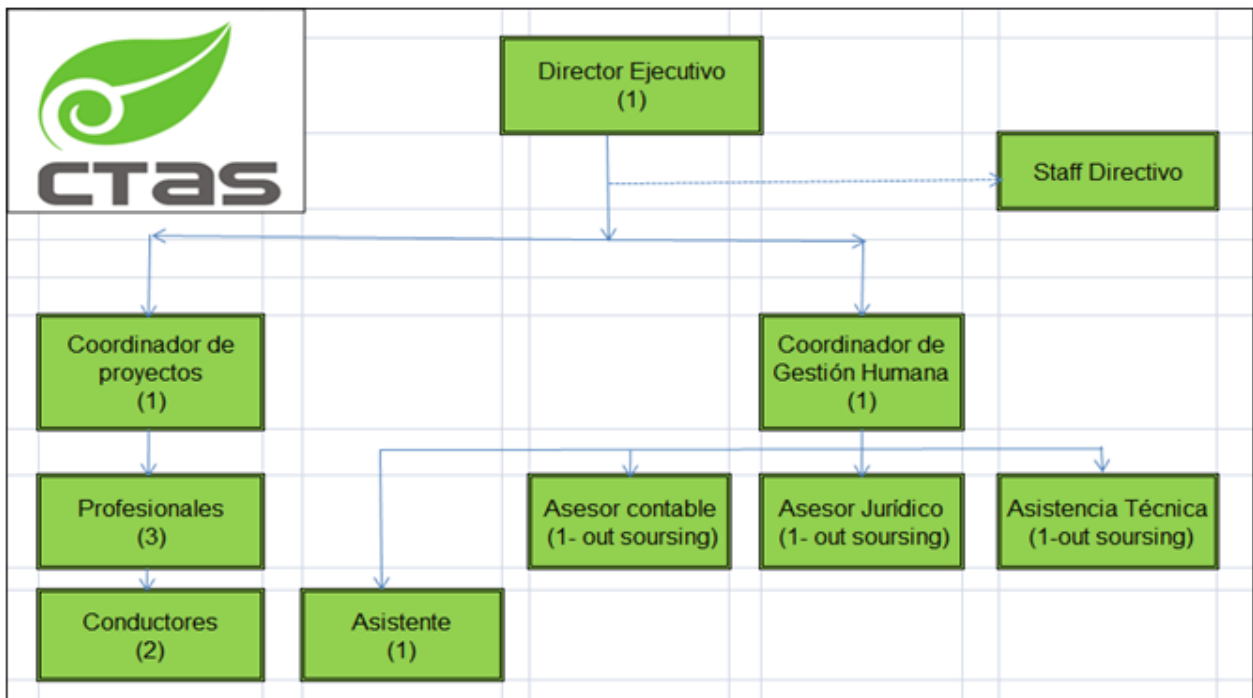 CTAS
Director Ejecutivo
(1)
Staff Directivo
Coordinador de
proyectos
(1)
Coordinador de
Gestión Humana
(1)
Profesionales
(3)
Asesor contable
(1- out soursing)
Asesor Jurídico
(1- out soursing)
Asistencia Técnica
(1-out soursing)
Conductores
(2)
Asistente
(1)